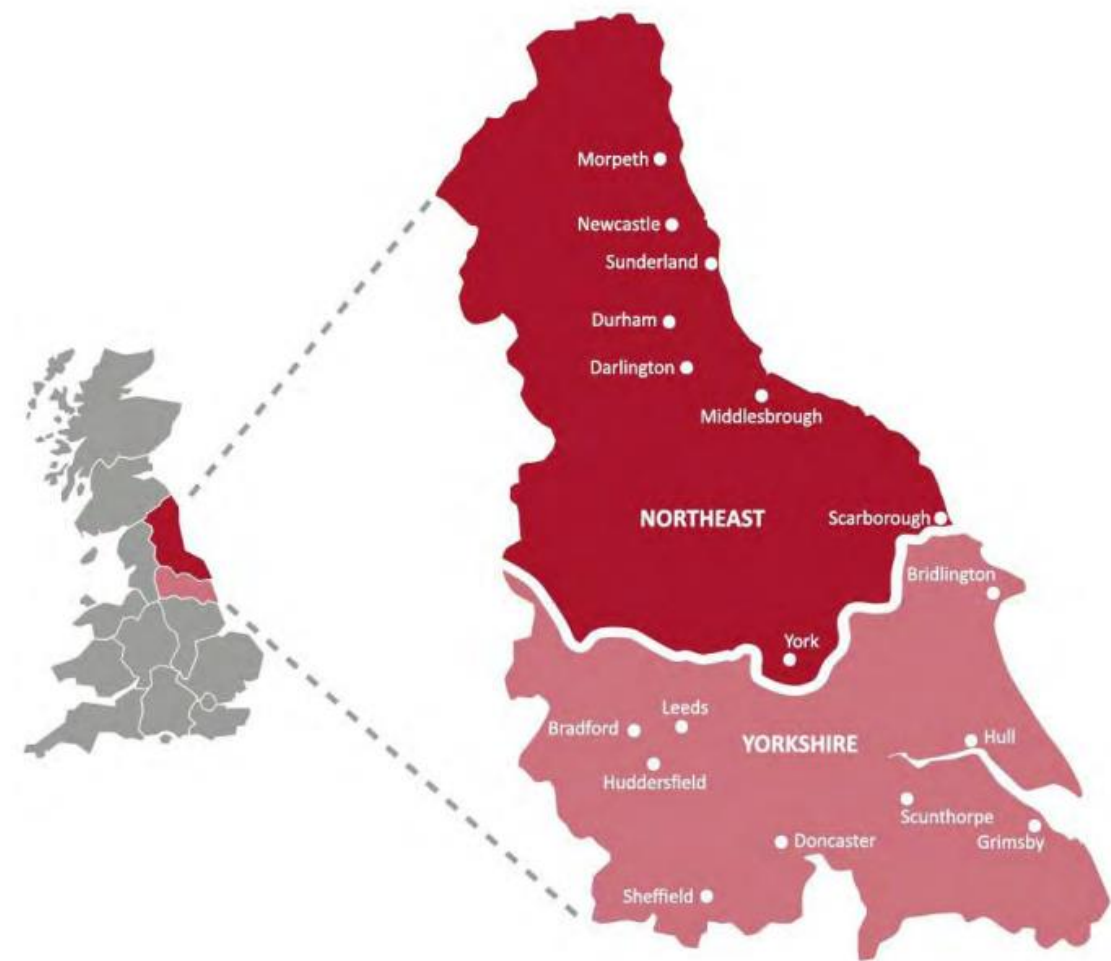 Morpeth
Newcastle
Sunderland
Durham
Darlington
Middlesbrough
NORTHEAST
Scarborough
Bridlington
York
Leeds
Bradford
YORKSHIRE
Hull
Huddersfield
Scunthorpe
Grimsby
Doncaster
Sheffield